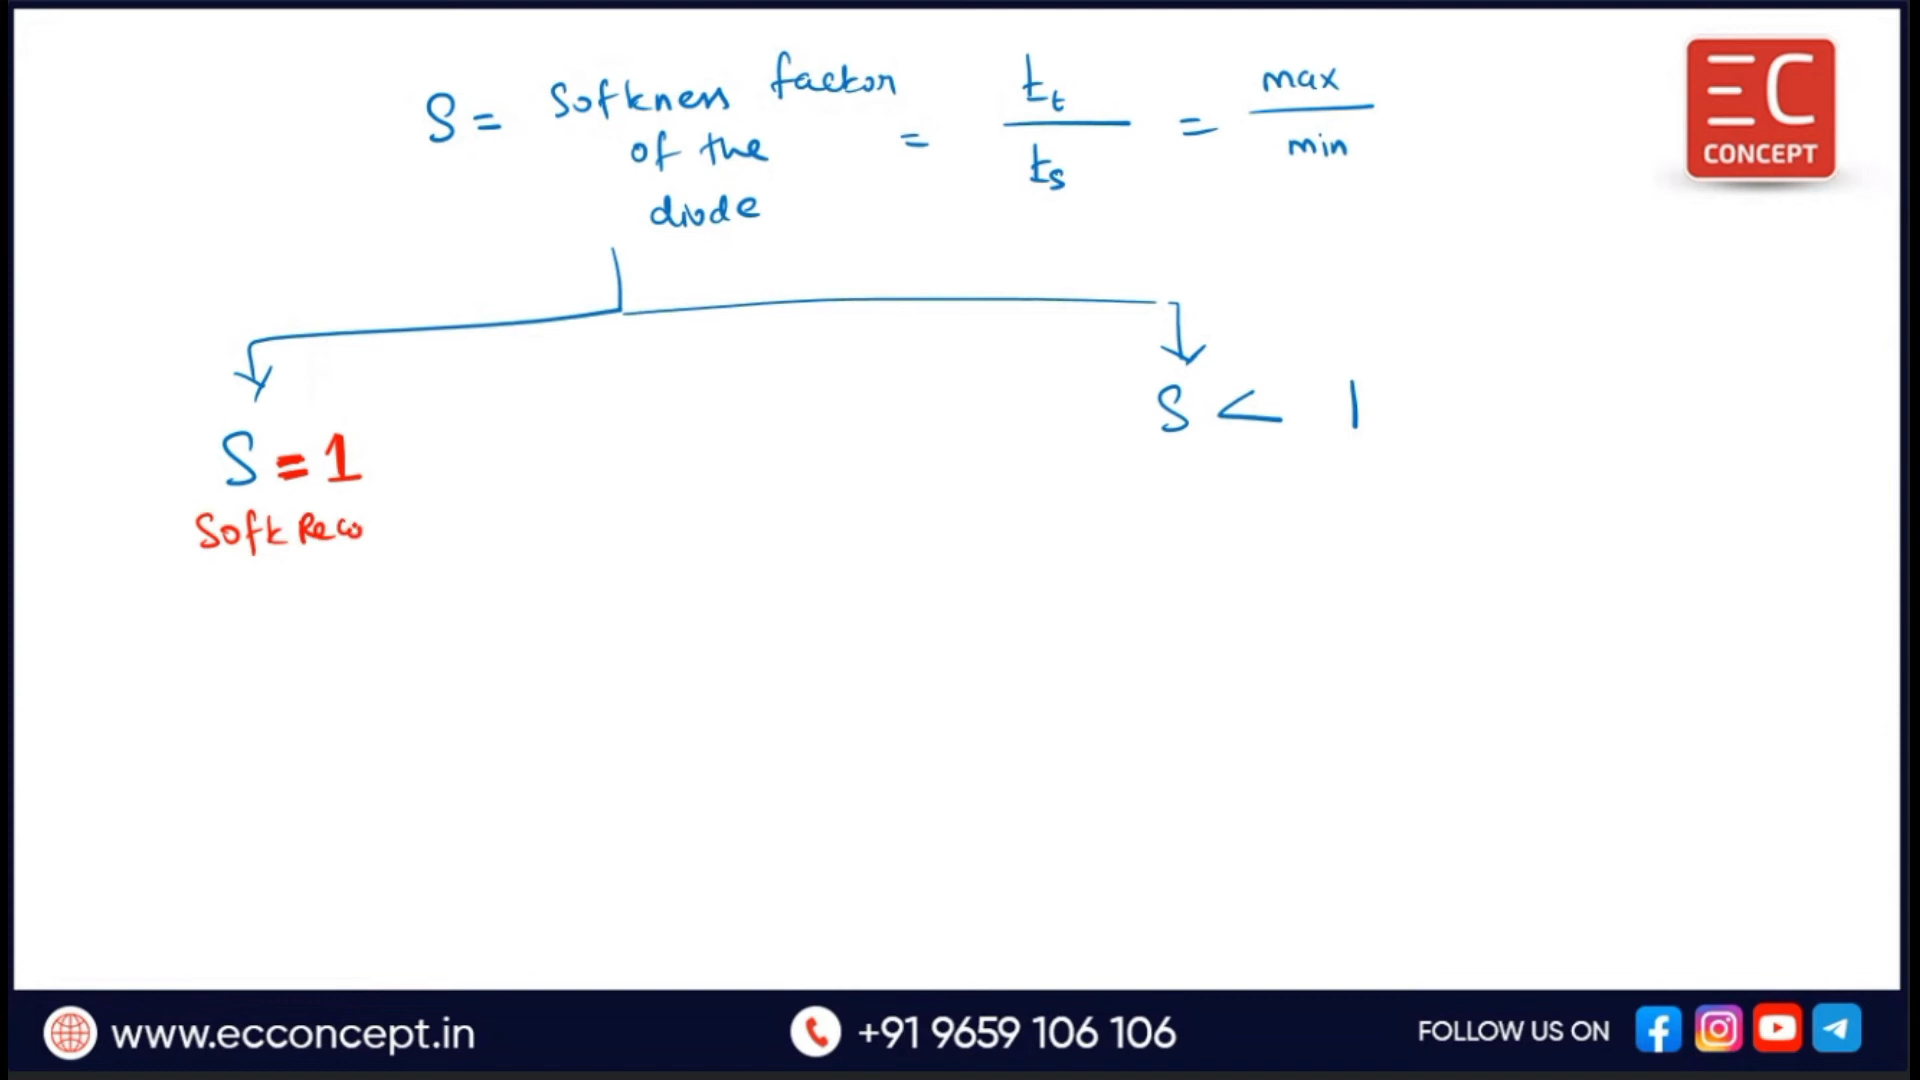 S = Softness factor of the diode = t_t / t_s = max / min
S = 1
S < 1
Soft Reco
EC
CONCEPT
www.ecconcept.in
+91 9659 106 106
FOLLOW US ON